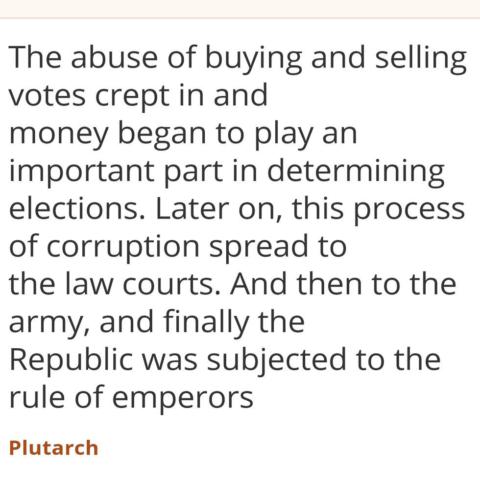 The abuse of buying and selling
votes crept in and
money began to play an
important part in determining
elections. Later on, this process
of corruption spread to
the law courts. And then to the
army, and finally the
Republic was subjected to the
rule of emperors
Plutarch